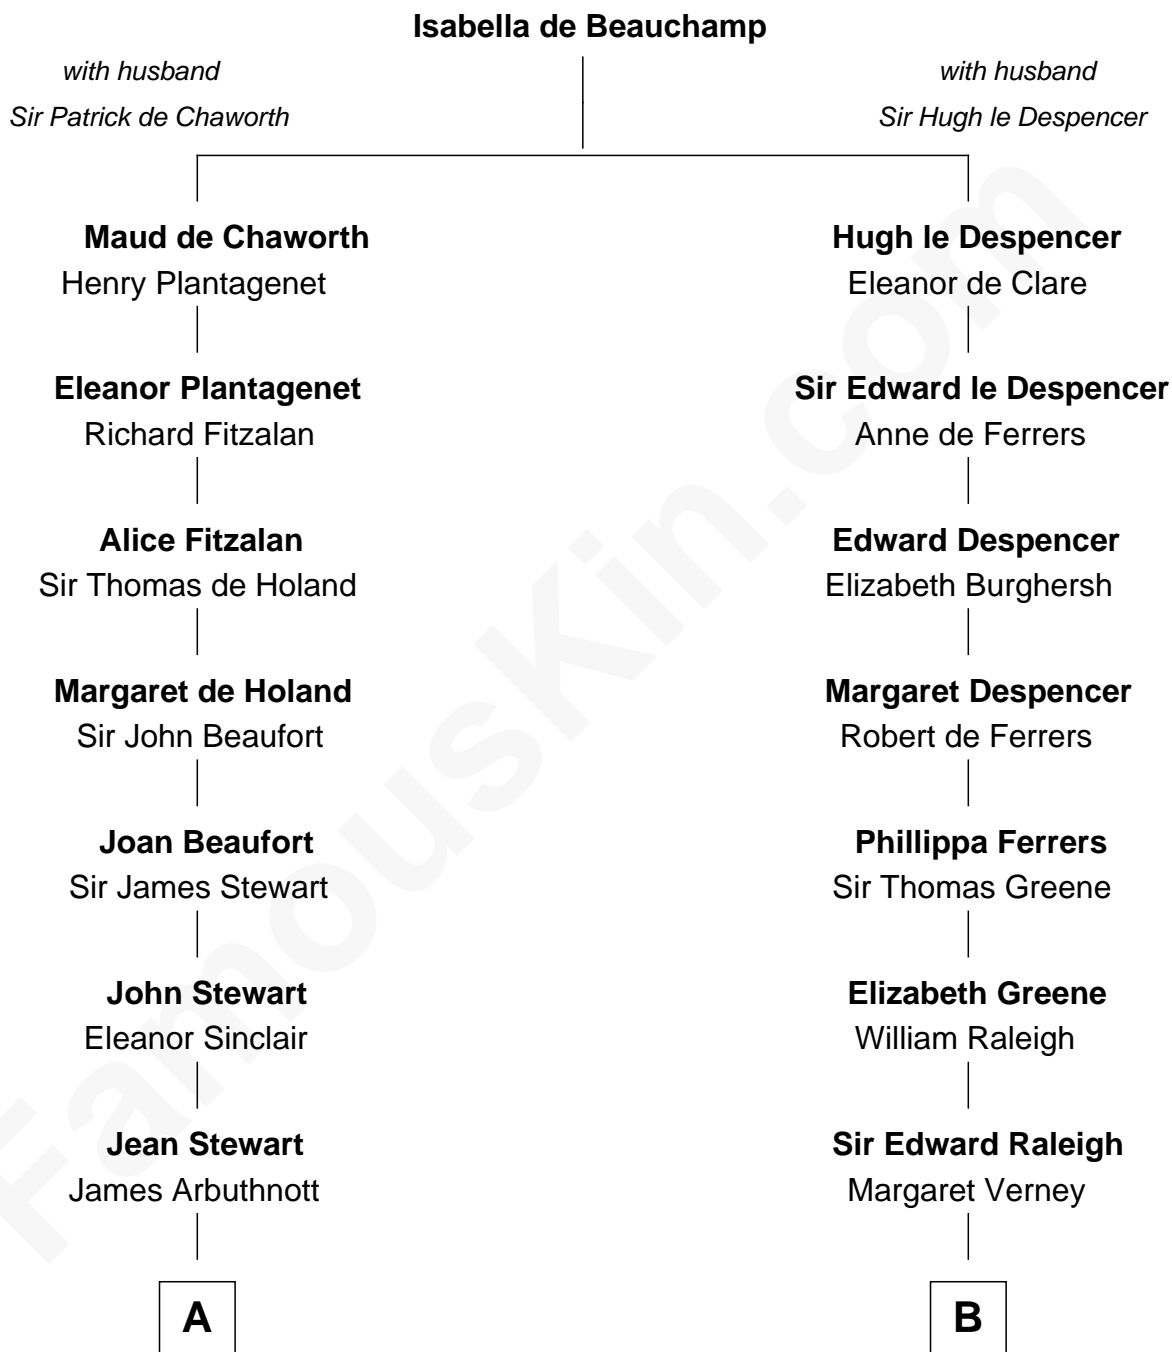 Isabella de Beauchamp
with husband
Sir Patrick de Chaworth
with husband
Sir Hugh le Despencer
Maud de Chaworth
Henry Plantagenet
Hugh le Despencer
Eleanor de Clare
Eleanor Plantagenet
Richard Fitzalan
Sir Edward le Despencer
Anne de Ferrers
Alice Fitzalan
Sir Thomas de Holand
Edward Despencer
Elizabeth Burghersh
Margaret de Holand
Sir John Beaufort
Margaret Despencer
Robert de Ferrers
Joan Beaufort
Sir James Stewart
Phillippa Ferrers
Sir Thomas Greene
John Stewart
Eleanor Sinclair
Elizabeth Greene
William Raleigh
Jean Stewart
James Arbuthnott
Sir Edward Raleigh
Margaret Verney
A
B
FamousKin.com